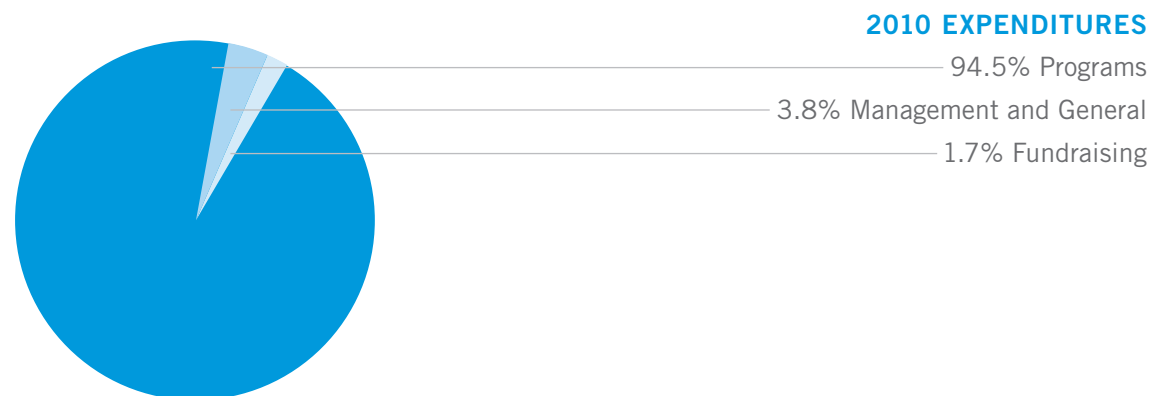 2010 EXPENDITURES
94.5% Programs
3.8% Management and General
1.7% Fundraising